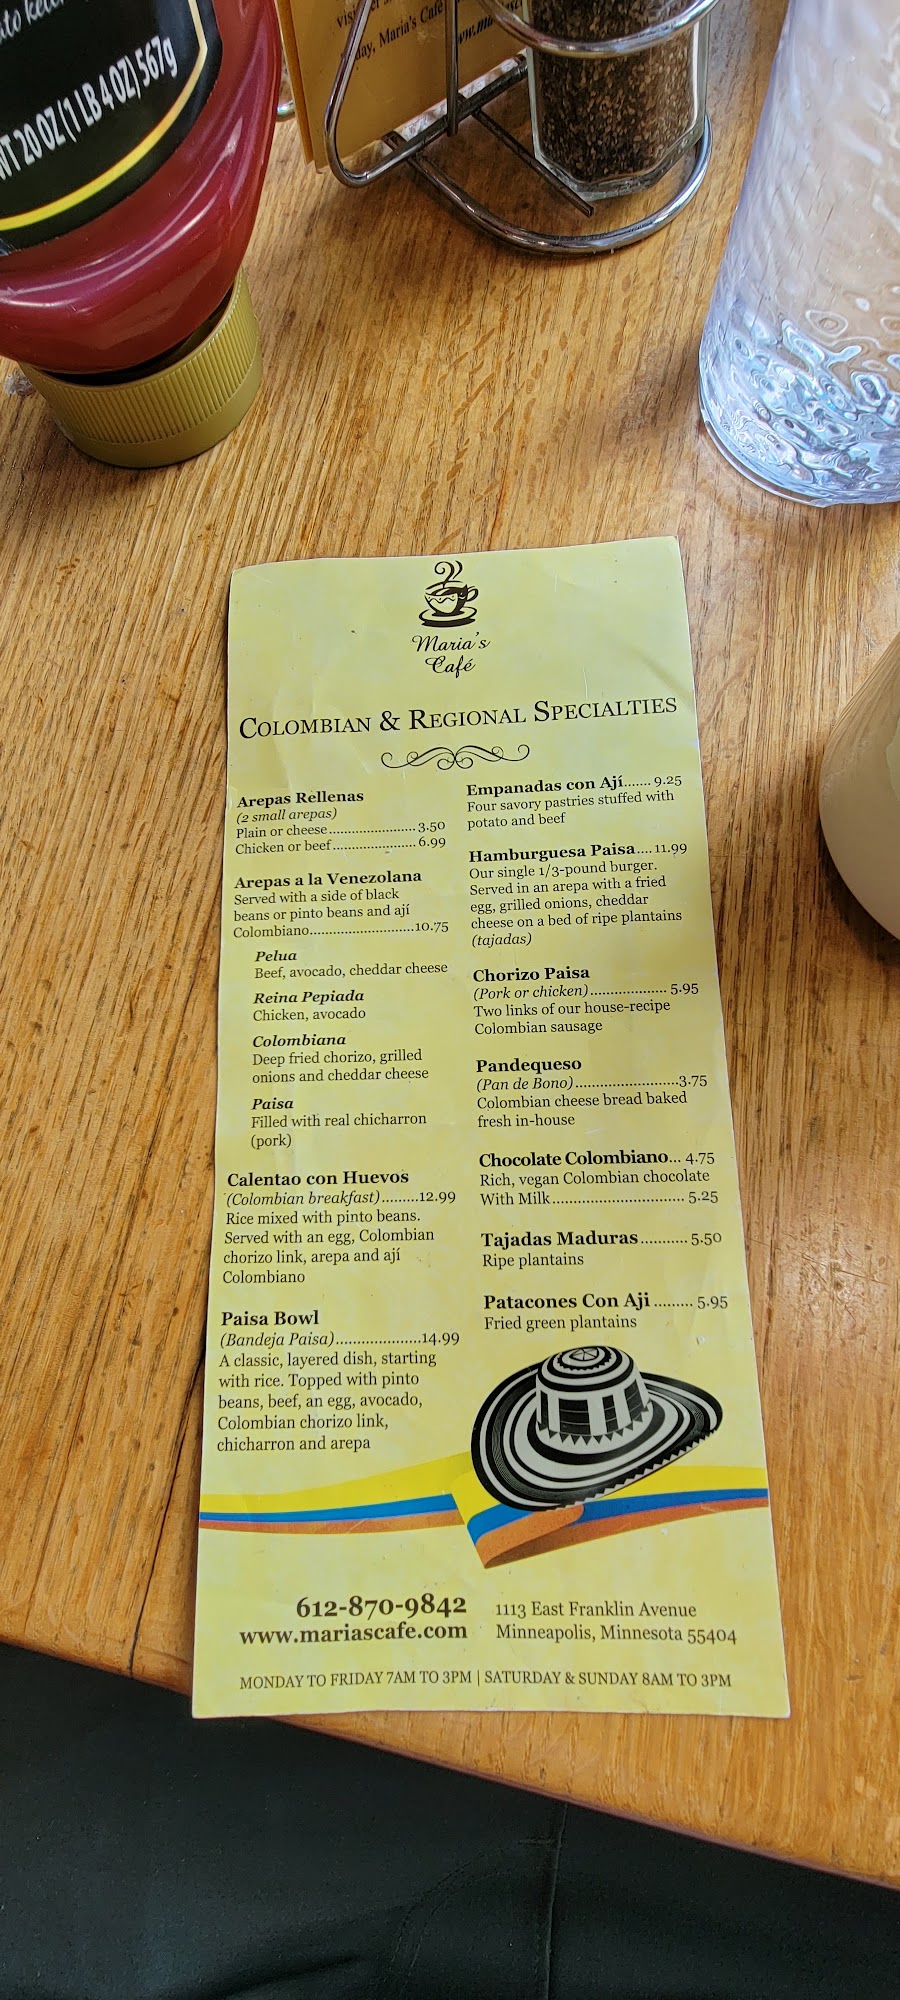 ato ketc
WT 20 OZ (1 LB 4 OZ) 567g
day, Maria's Café
Maria's
Café
COLOMBIAN & REGIONAL SPECIALTIES
Arepas Rellenas
(2 small arepas)
Plain or cheese......................3.50
Chicken or beef.....................6.99
Arepas a la Venezolana
Served with a side of black
beans or pinto beans and ají
Colombiano...........................10.75
Pelua
Beef, avocado, cheddar cheese
Reina Pepiada
Chicken, avocado
Colombiana
Deep fried chorizo, grilled
onions and cheddar cheese
Paisa
Filled with real chicharron
(pork)
Calentao con Huevos
(Colombian breakfast).........12.99
Rice mixed with pinto beans.
Served with an egg, Colombian
chorizo link, arepa and ají
Colombiano
Paisa Bowl
(Bandeja Paisa).....................14.99
A classic, layered dish, starting
with rice. Topped with pinto
beans, beef, an egg, avocado,
Colombian chorizo link,
chicharron and arepa
Empanadas con Ají....... 9.25
Four savory pastries stuffed with
potato and beef
Hamburguesa Paisa.... 11.99
Our single 1/3-pound burger.
Served in an arepa with a fried
egg, grilled onions, cheddar
cheese on a bed of ripe plantains
(tajadas)
Chorizo Paisa
(Pork or chicken)................... 5.95
Two links of our house-recipe
Colombian sausage
Pandequeso
(Pan de Bono)..........................3.75
Colombian cheese bread baked
fresh in-house
Chocolate Colombiano... 4.75
Rich, vegan Colombian chocolate
With Milk................................. 5.25
Tajadas Maduras........... 5.50
Ripe plantains
Patacones Con Aji ......... 5.95
Fried green plantains
612-870-9842
www.mariascafe.com
1113 East Franklin Avenue
Minneapolis, Minnesota 55404
MONDAY TO FRIDAY 7AM TO 3PM | SATURDAY & SUNDAY 8AM TO 3PM